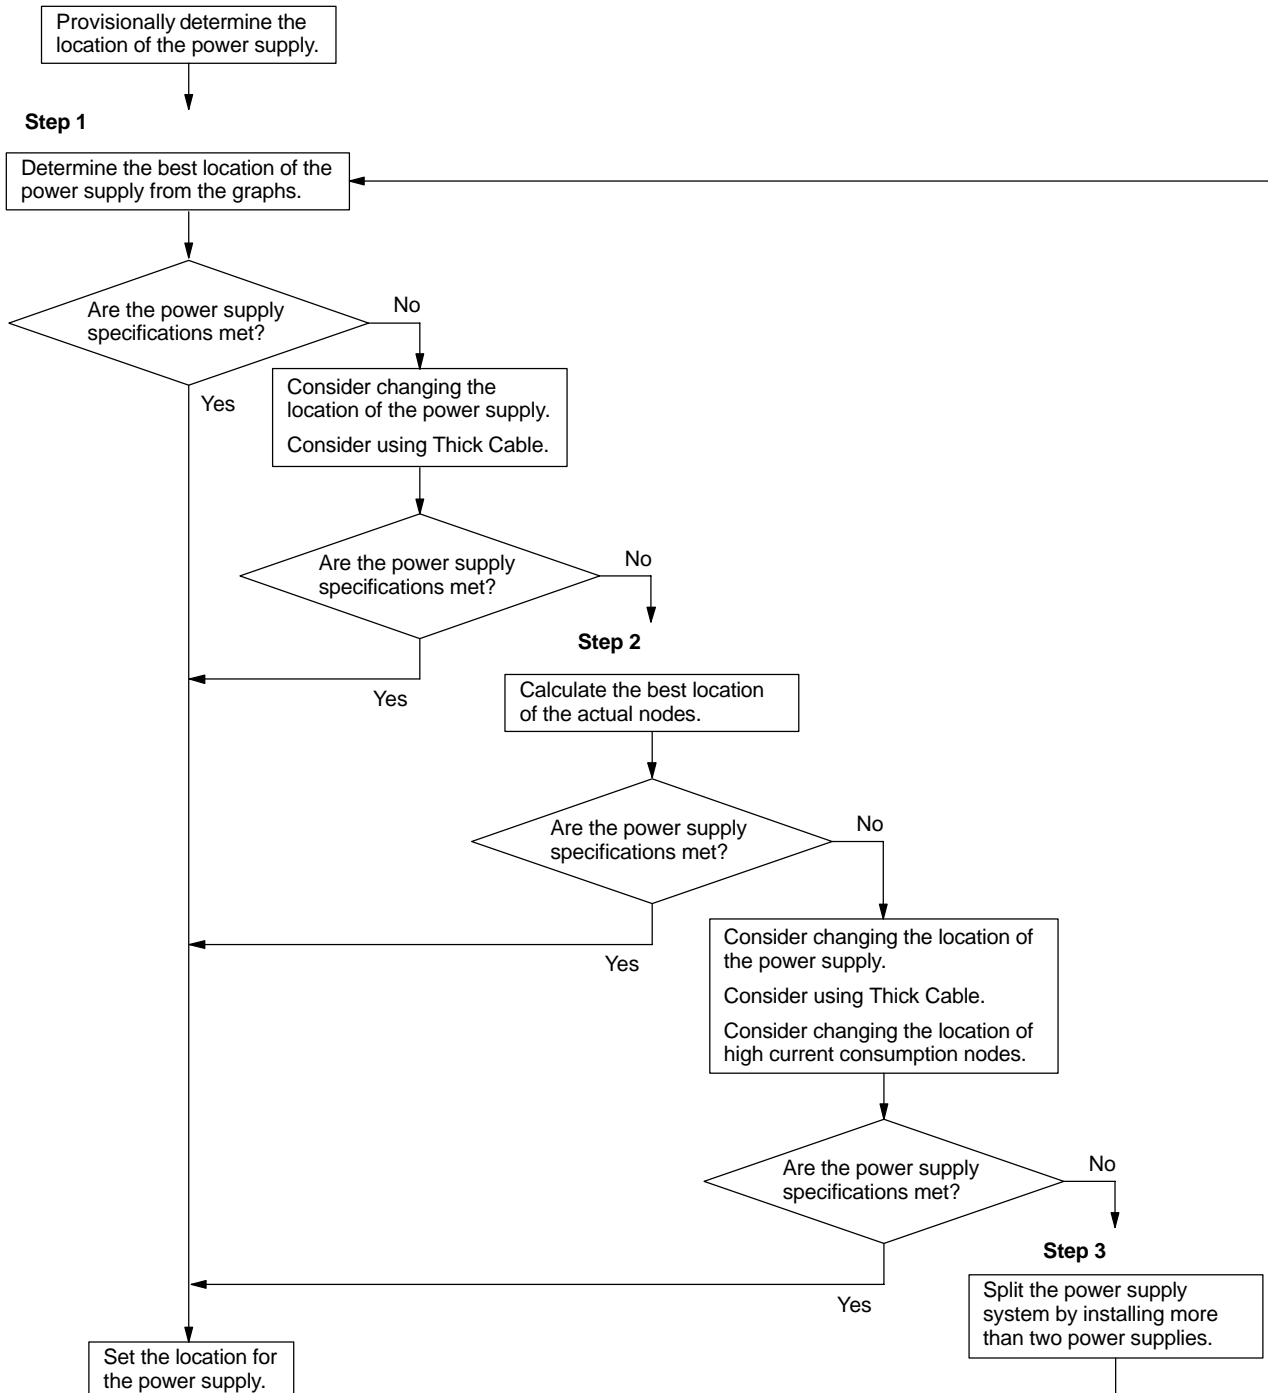 Provisionally determine the
location of the power supply.
Step 1
Determine the best location of the
power supply from the graphs.
Are the power supply
specifications met?
No
Yes
Consider changing the
location of the power supply.
Consider using Thick Cable.
Are the power supply
specifications met?
No
Yes
Step 2
Calculate the best location
of the actual nodes.
Are the power supply
specifications met?
No
Yes
Consider changing the location of
the power supply.
Consider using Thick Cable.
Consider changing the location of
high current consumption nodes.
Are the power supply
specifications met?
No
Yes
Step 3
Split the power supply
system by installing more
than two power supplies.
Set the location for
the power supply.